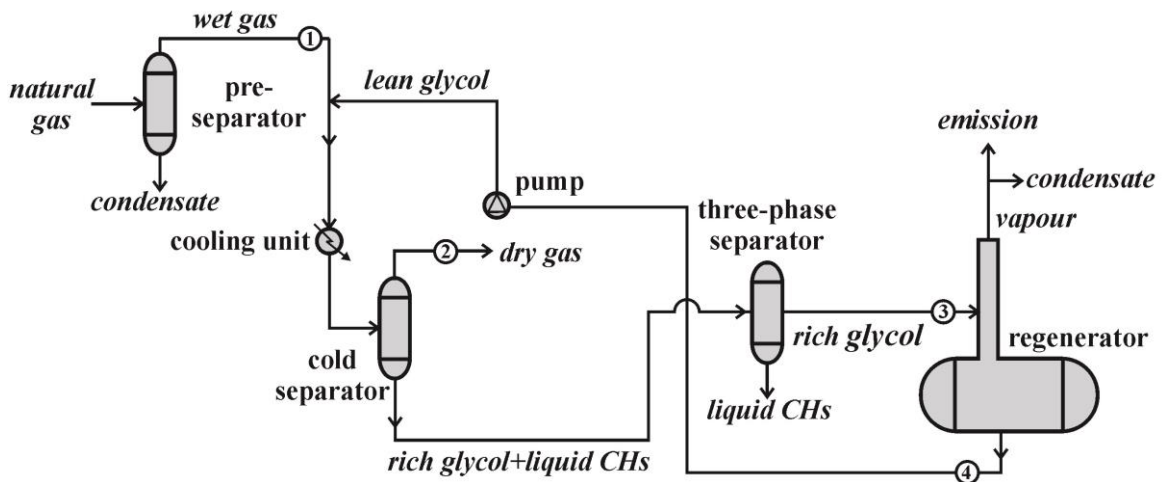 wet gas
1
natural
gas
pre-
separator
condensate
lean glycol
cooling unit
pump
2
dry gas
cold
separator
rich glycol+liquid CHs
three-phase
separator
rich glycol
3
liquid CHs
emission
condensate
vapour
regenerator
4